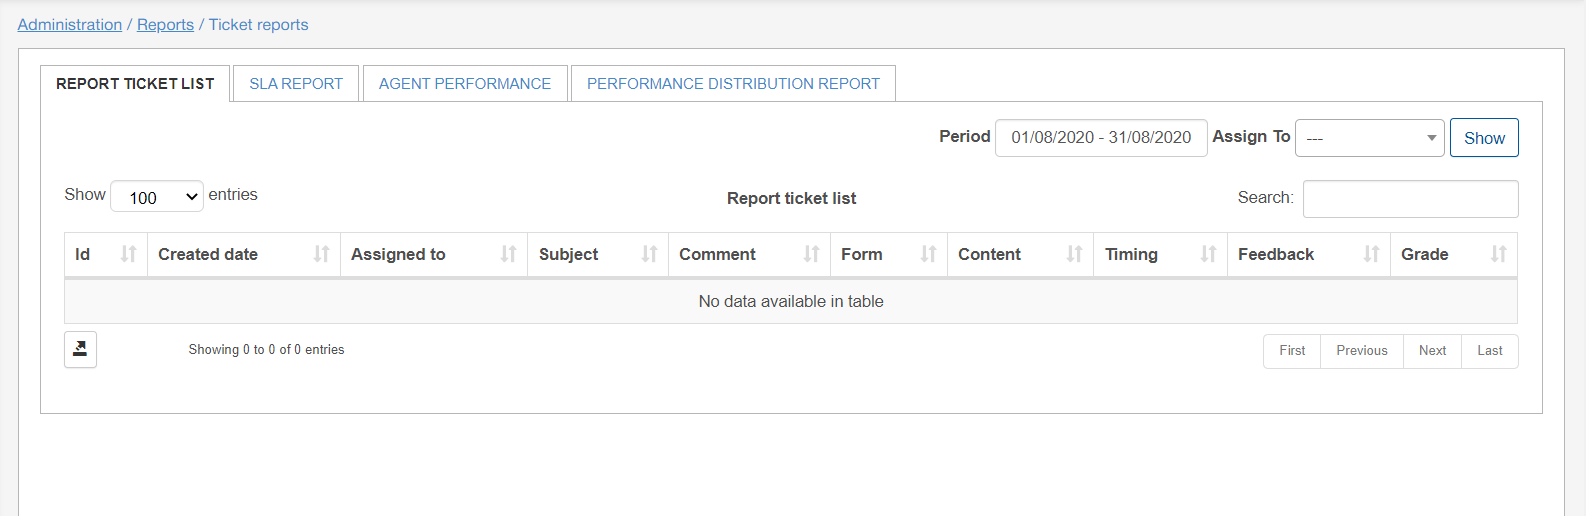 Administration / Reports / Ticket reports
REPORT TICKET LIST SLA REPORT AGENT PERFORMANCE PERFORMANCE DISTRIBUTION REPORT
Period 01/08/2020 - 31/08/2020 Assign To --- Show
Show 100 entries Report ticket list Search:
Id Created date Assigned to Subject Comment Form Content Timing Feedback Grade
No data available in table
Showing 0 to 0 of 0 entries First Previous Next Last